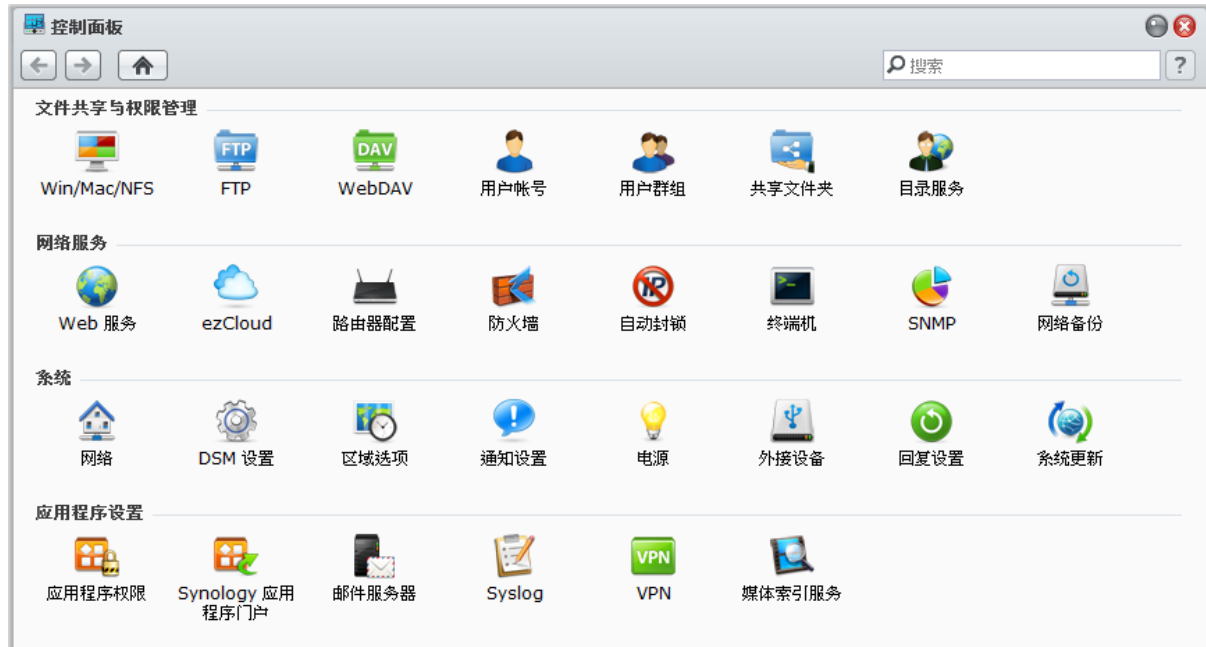 控制面板
搜索
?
文件共享与权限管理
FTP DAV
Win/Mac/NFS FTP WebDAV 用户帐号 用户群组 共享文件夹 目录服务
网络服务
IP
Web 服务 ezCloud 路由器配置 防火墙 自动封锁 终端机 SNMP 网络备份
系统
网络 DSM 设置 区域选项 通知设置 电源 外接设备 回复设置 系统更新
应用程序设置
VPN
应用程序权限 Synology 应用 邮件服务器 Syslog VPN 媒体索引服务
程序门户